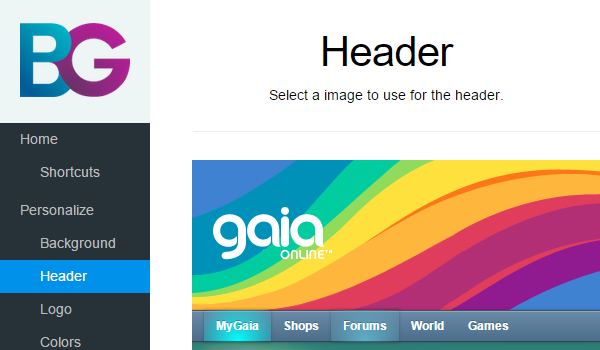 BG
Home
Shortcuts
Personalize
Background
Header
Logo
Colors
Header
Select a image to use for the header.
gaia
ONLINE™
MyGaia Shops Forums World Games